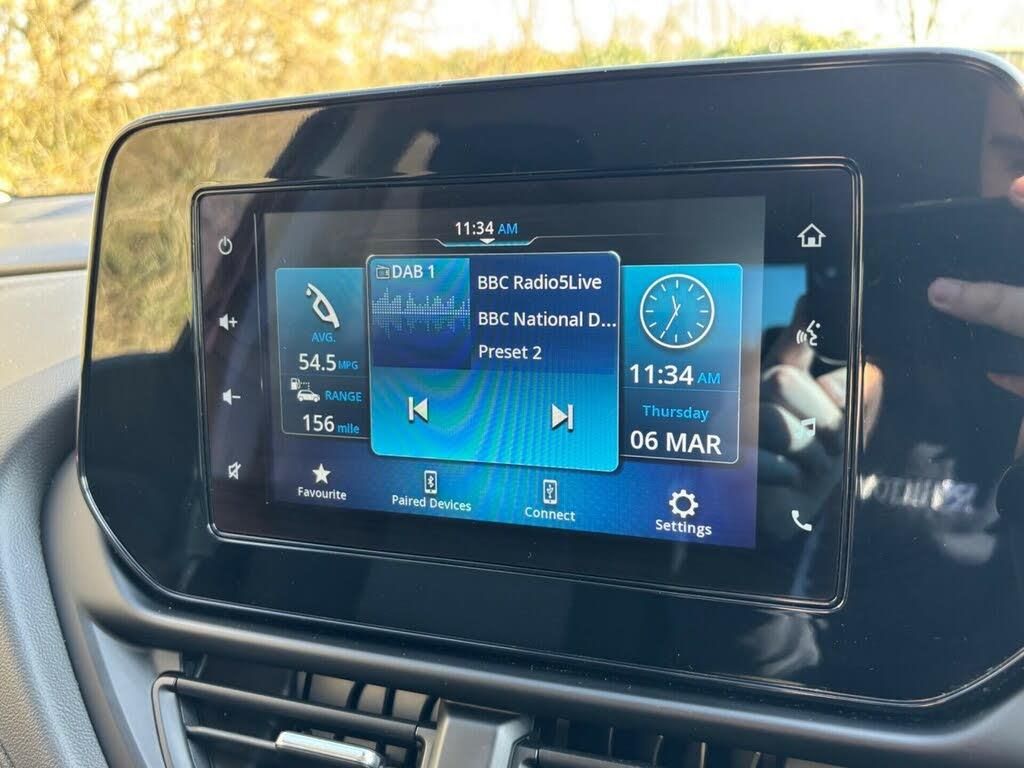 11:34 AM
DAB 1
BBC Radio5Live
BBC National D...
Preset 2
AVG.
54.5 MPG
RANGE
156 mile
11:34 AM
Thursday
06 MAR
Favourite
Paired Devices
Connect
Settings